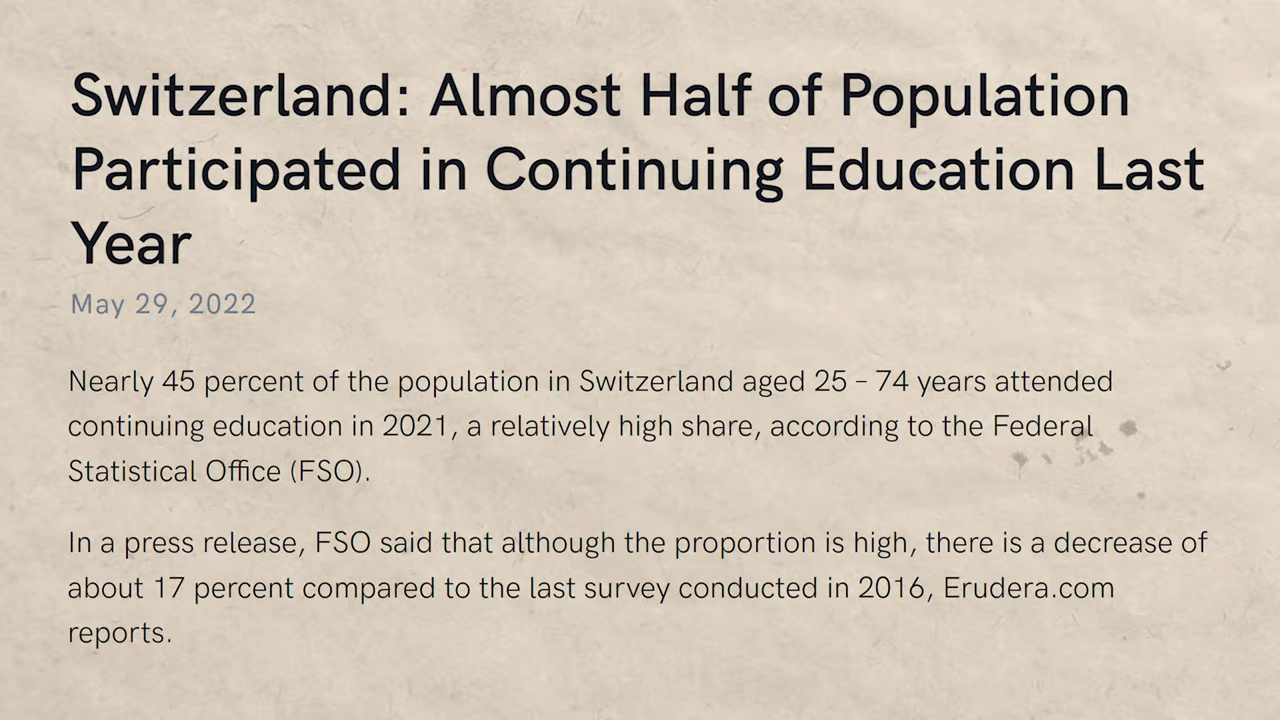 Switzerland: Almost Half of Population
Participated in Continuing Education Last
Year
May 29, 2022
Nearly 45 percent of the population in Switzerland aged 25 – 74 years attended
continuing education in 2021, a relatively high share, according to the Federal
Statistical Office (FSO).
In a press release, FSO said that although the proportion is high, there is a decrease of
about 17 percent compared to the last survey conducted in 2016, Erudera.com
reports.